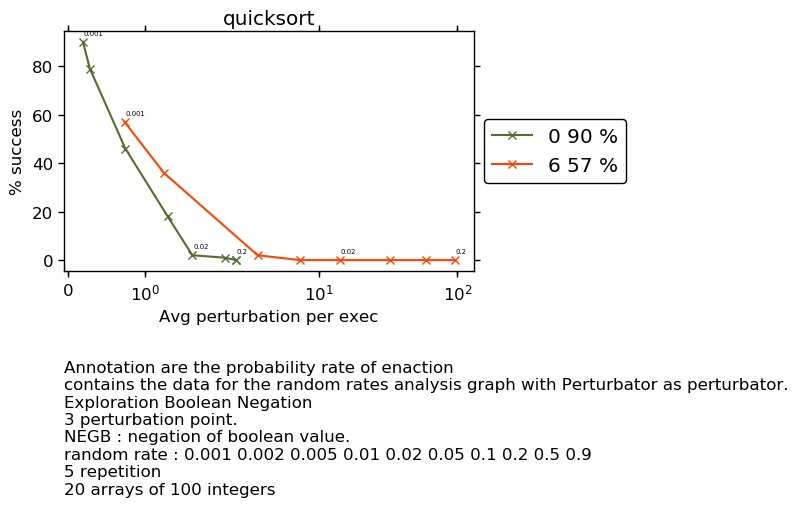 quicksort
0.001
80
0.001
60
0 90 %
6 57 %
% success
40
20
0.02
0.2
0.02
0.2
0
0
10^0
10^1
10^2
Avg perturbation per exec
Annotation are the probability rate of enaction
contains the data for the random rates analysis graph with Perturbator as perturbator.
Exploration Boolean Negation
3 perturbation point.
NEGB : negation of boolean value.
random rate : 0.001 0.002 0.005 0.01 0.02 0.05 0.1 0.2 0.5 0.9
5 repetition
20 arrays of 100 integers